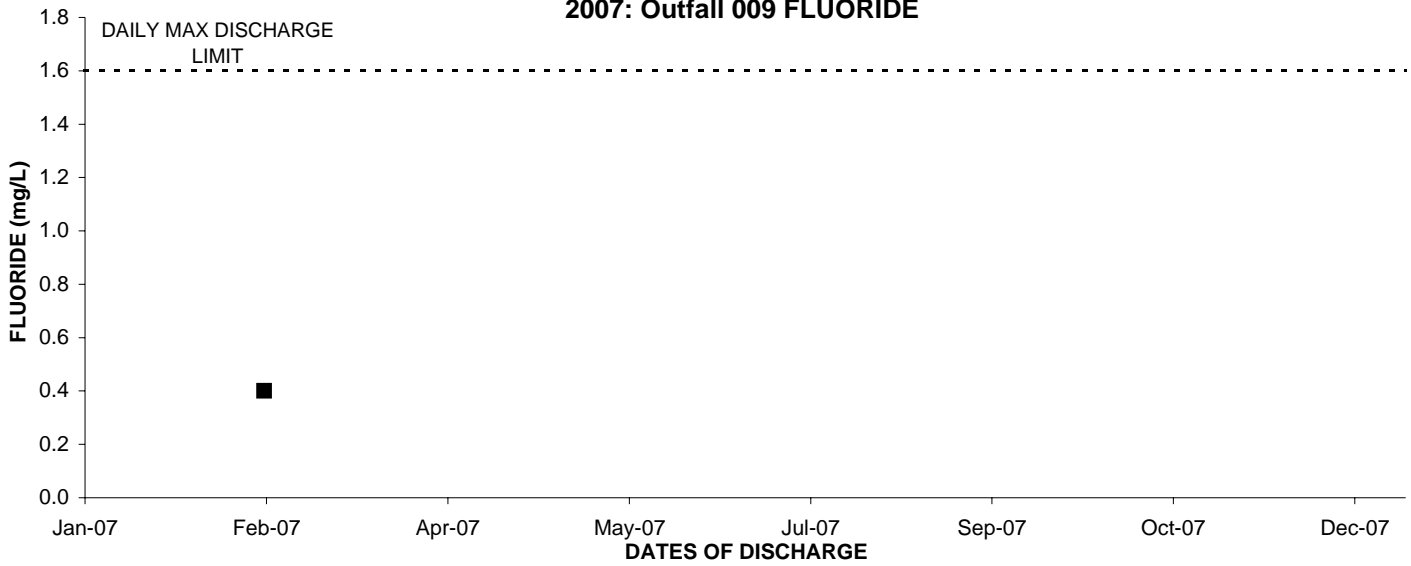 2007: Outfall 009 FLUORIDE
DAILY MAX DISCHARGE
LIMIT
FLUORIDE (mg/L)
1.8
1.6
1.4
1.2
1.0
0.8
0.6
0.4
0.2
0.0
Jan-07 Feb-07 Apr-07 May-07 Jul-07 Sep-07 Oct-07 Dec-07
DATES OF DISCHARGE